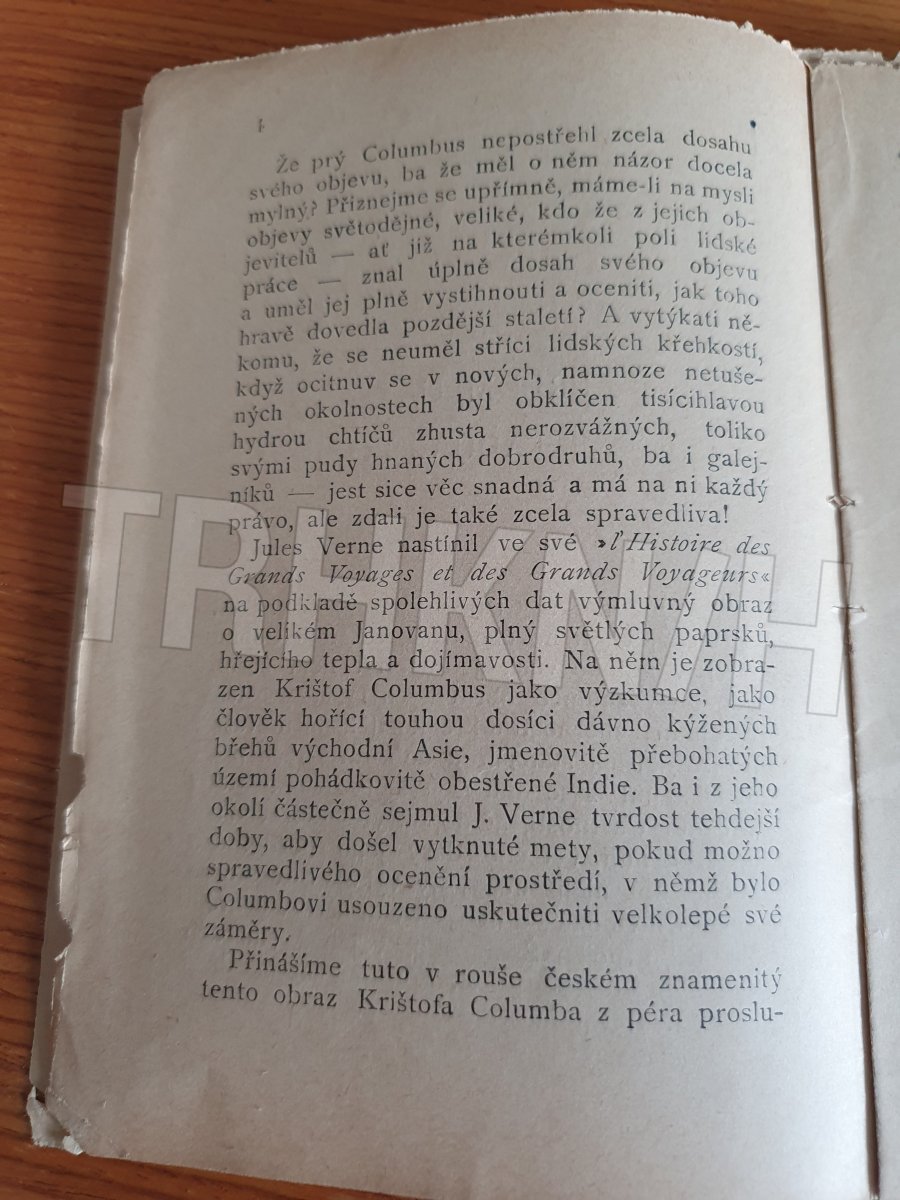 Že prý Columbus nepostřehl zcela dosahu
svého objevu, ba že měl o něm názor docela
mylný? Přiznejme se upřímně, máme-li na mysli
objevy světodějné, veliké, kdo že z jejich ob-
jevitelů — ať již na kterémkoli poli lidské
práce — znal úplně dosah svého objevu
a uměl jej plně vystihnouti a oceniti, jak toho
hravě dovedla pozdější staletí? A vytýkati ně-
komu, že se neuměl stříci lidských křehkostí,
když ocitnuv se v nových, namnoze netuše-
ných okolnostech byl obklíčen tisícihlavou
hydrou chtíčů zhusta nerozvážných, toliko
svými pudy hnaných dobrodruhů, ba i galej-
níků — jest sice věc snadná a má na ni každý
právo, ale zdali je také zcela spravedliva!
Jules Verne nastínil ve své »l'Histoire des
Grands Voyages et des Grands Voyageurs«
na podkladě spolehlivých dat výmluvný obraz
o velikém Janovanu, plný světlých paprsků,
hřejícího tepla a dojímavosti. Na něm je zobra-
zen Krištof Columbus jako výzkumce, jako
člověk hořící touhou dosíci dávno kýžených
břehů východní Asie, jmenovitě přebohatých
území pohádkovitě obestřené Indie. Ba i z jeho
okolí částečně sejmul J. Verne tvrdost tehdejší
doby, aby došel vytknuté mety, pokud možno
spravedlivého ocenění prostředí, v němž bylo
Columbovi usouzeno uskutečniti velkolepé své
záměry.
Přinášíme tuto v rouše českém znamenitý
tento obraz Krištofa Columba z péra proslu-
TRHKNIH